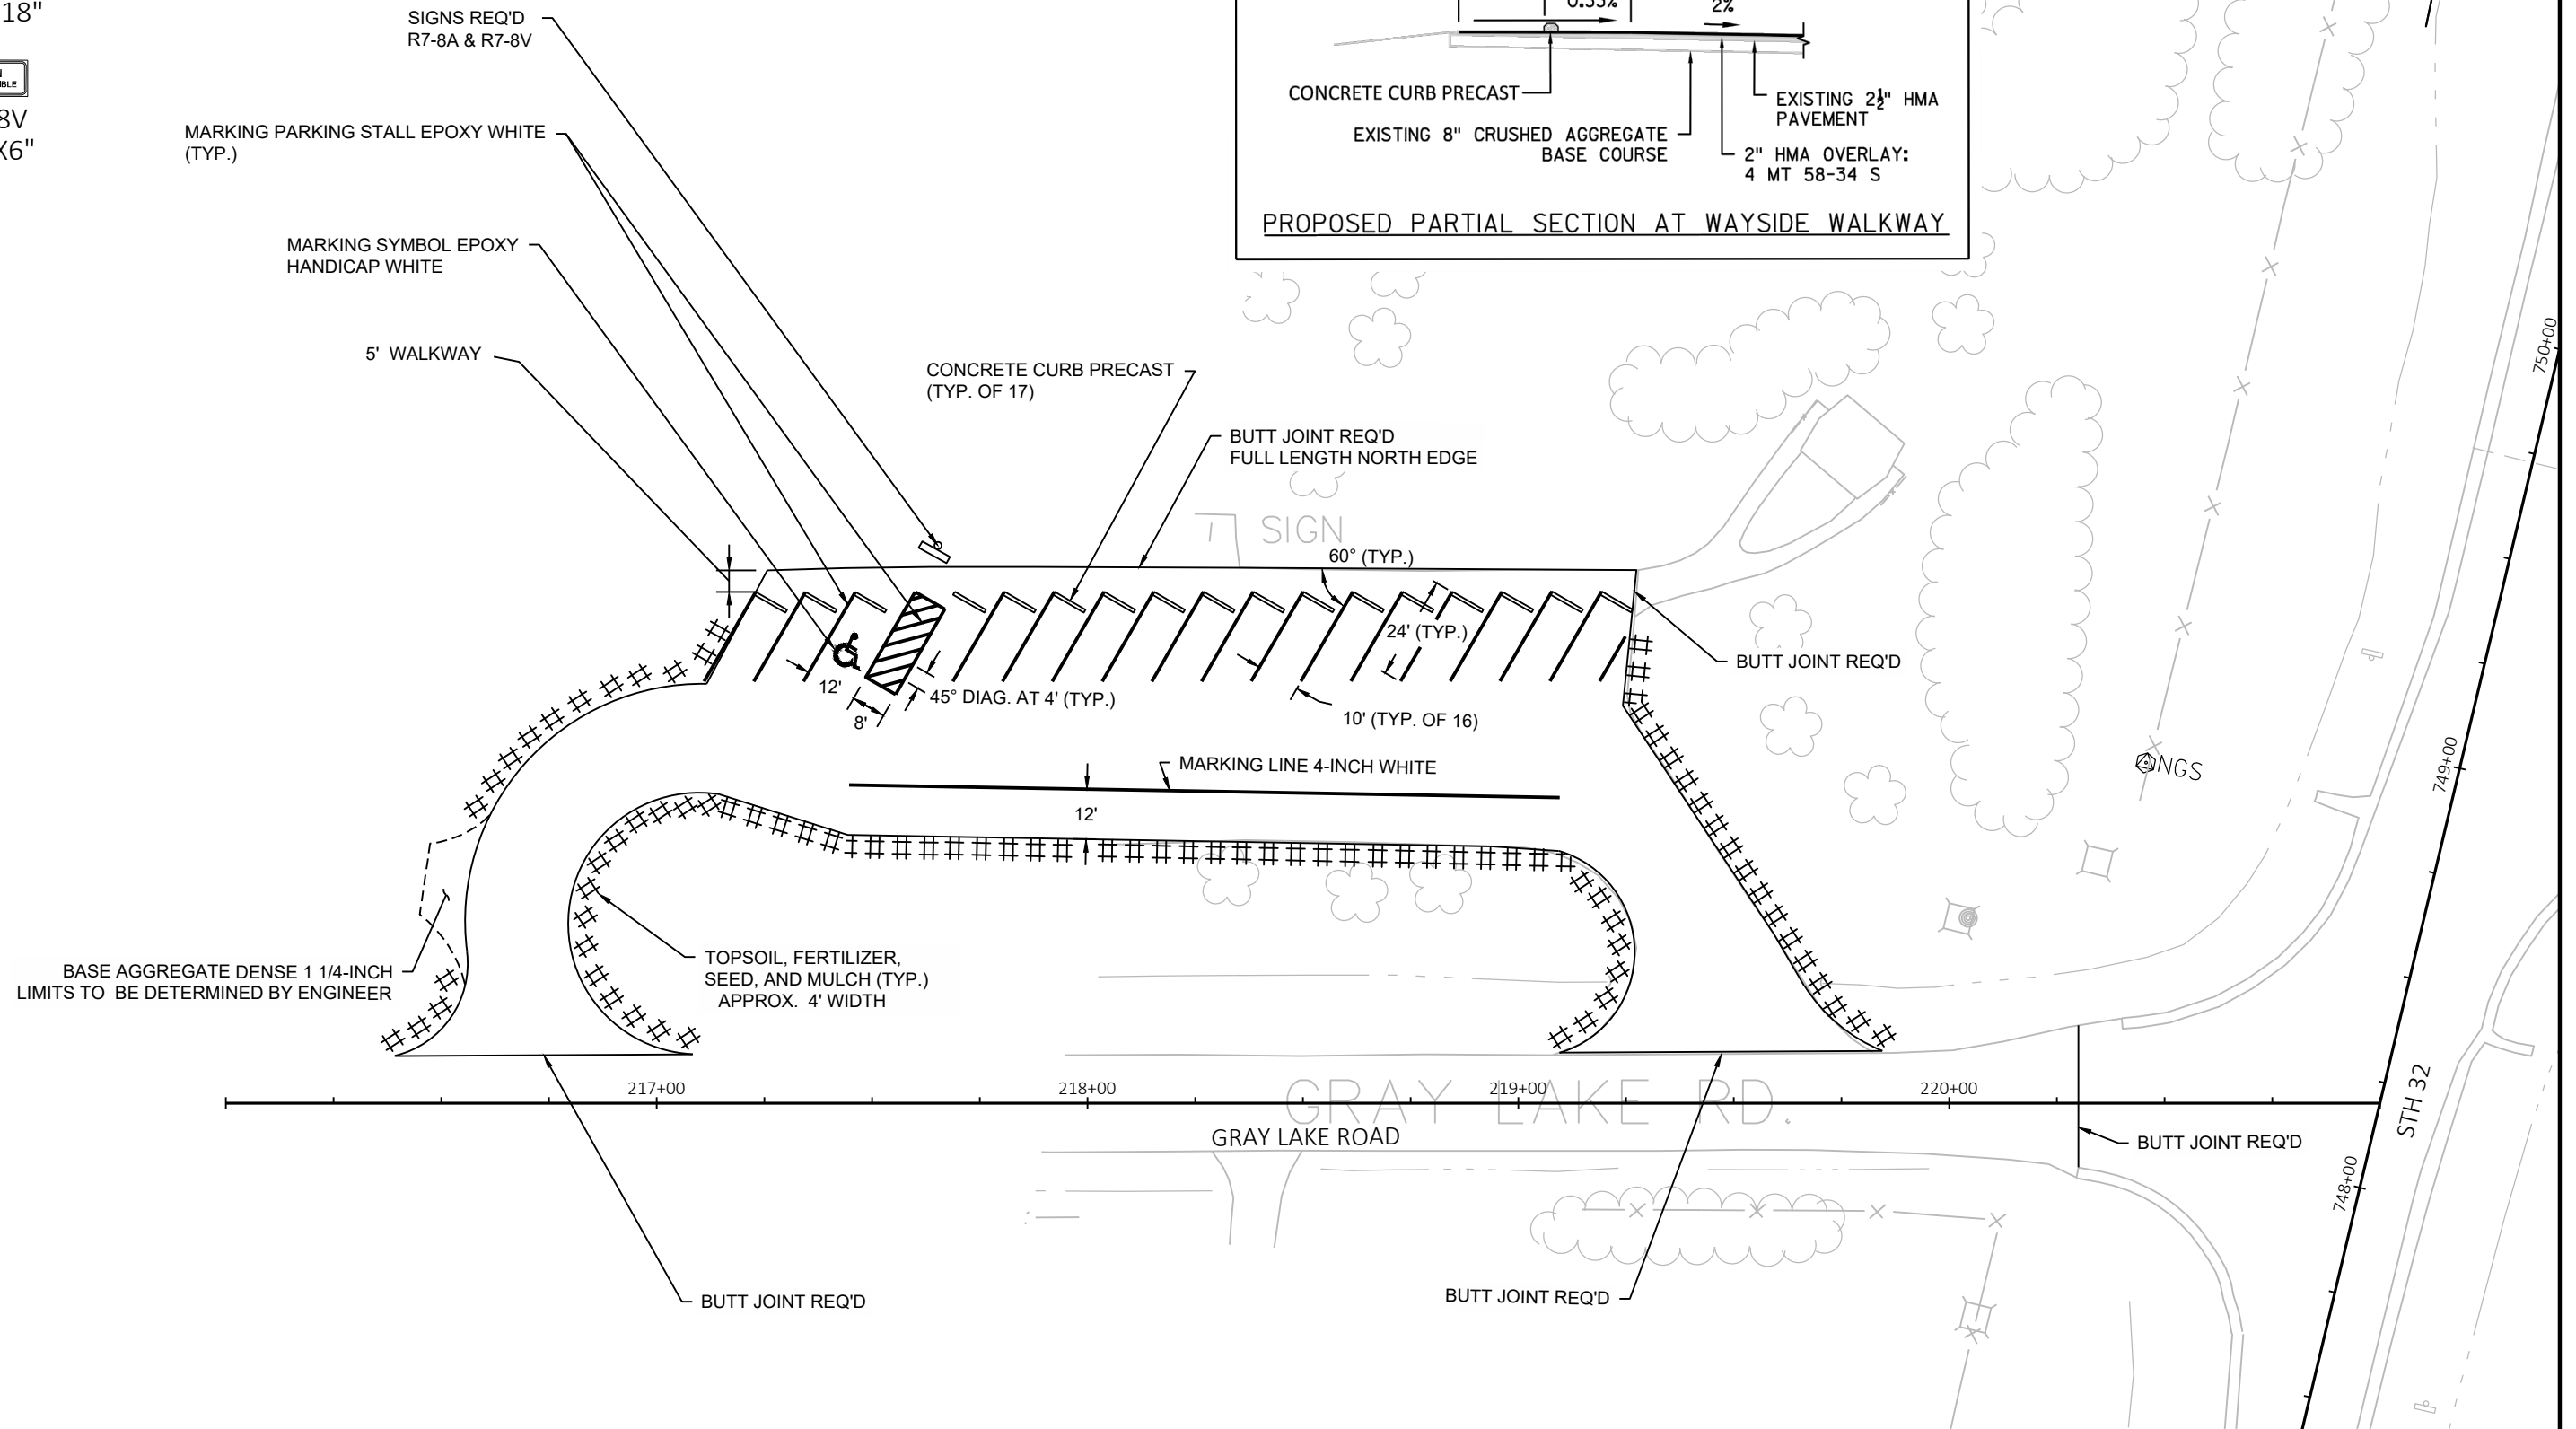 18"
SIGNS REQ'D
R7-8A & R7-8V
8V
X6"
MARKING PARKING STALL EPOXY WHITE
(TYP.)
MARKING SYMBOL EPOXY
HANDICAP WHITE
5' WALKWAY
2%
CONCRETE CURB PRECAST
EXISTING 2½" HMA
PAVEMENT
EXISTING 8" CRUSHED AGGREGATE
BASE COURSE
2" HMA OVERLAY:
4 MT 58-34 S
PROPOSED PARTIAL SECTION AT WAYSIDE WALKWAY
CONCRETE CURB PRECAST
(TYP. OF 17)
BUTT JOINT REQ'D
FULL LENGTH NORTH EDGE
SIGN
60° (TYP.)
24' (TYP.)
BUTT JOINT REQ'D
12'
8'
45° DIAG. AT 4' (TYP.)
10' (TYP. OF 16)
MARKING LINE 4-INCH WHITE
12'
NGS
750+00
749+00
748+00
STH 32
BASE AGGREGATE DENSE 1 1/4-INCH
LIMITS TO BE DETERMINED BY ENGINEER
TOPSOIL, FERTILIZER,
SEED, AND MULCH (TYP.)
APPROX. 4' WIDTH
217+00
218+00
219+00
220+00
GRAY LAKE RD.
GRAY LAKE ROAD
BUTT JOINT REQ'D
BUTT JOINT REQ'D
BUTT JOINT REQ'D